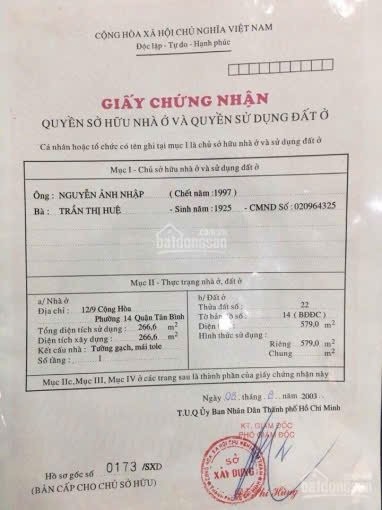 CỘNG HÒA XÃ HỘI CHỦ NGHĨA VIỆT NAM
Độc lập - Tự do - Hạnh phúc
GIẤY CHỨNG NHẬN
QUYỀN SỞ HỮU NHÀ Ở VÀ QUYỀN SỬ DỤNG ĐẤT Ở
Cá nhân hoặc tổ chức có tên ghi tại mục I là chủ sở hữu nhà ở và sử dụng đất ở
Mục I - Chủ sở hữu nhà ở và sử dụng đất ở
Ông : NGUYỄN ẢNH NHẬP ( Chết năm :1997)
Bà : TRẦN THỊ HUỆ - Sinh năm : 1925 - CMND Số : 020964325
batdongsan
.com.vn
Mục II - Thực trạng nhà ở, đất ở
a/ Nhà ở
Địa chỉ : 12/9 Cộng Hòa
Phường 14 Quận Tân Bình
Tổng diện tích sử dụng : 266,6 m2
Diện tích xây dựng : 266,6 m2
Kết cấu nhà : Tường gạch, mái tole
Số tầng : 1
b/ Đất ở
Thửa đất số : 22
Tờ bản đồ số : 14 ( BĐĐC)
Diện tích : 579,0 m2
Hình thức sử dụng :
Riêng : 579,0 m2
Chung : m2
Mục IIc, Mục III, Mục IV ở các trang sau là thành phần của giấy chứng nhận này
Ngày 03 tháng 6 năm 2003
T.U.Q Ủy Ban Nhân Dân Thành phố Hồ Chí Minh
KT. GIÁM ĐỐC
PHÓ GIÁM ĐỐC
SỞ
XÂY DỰNG
Hồ sơ gốc số 0173 /SXD
(BẢN CẤP CHO CHỦ SỞ HỮU)